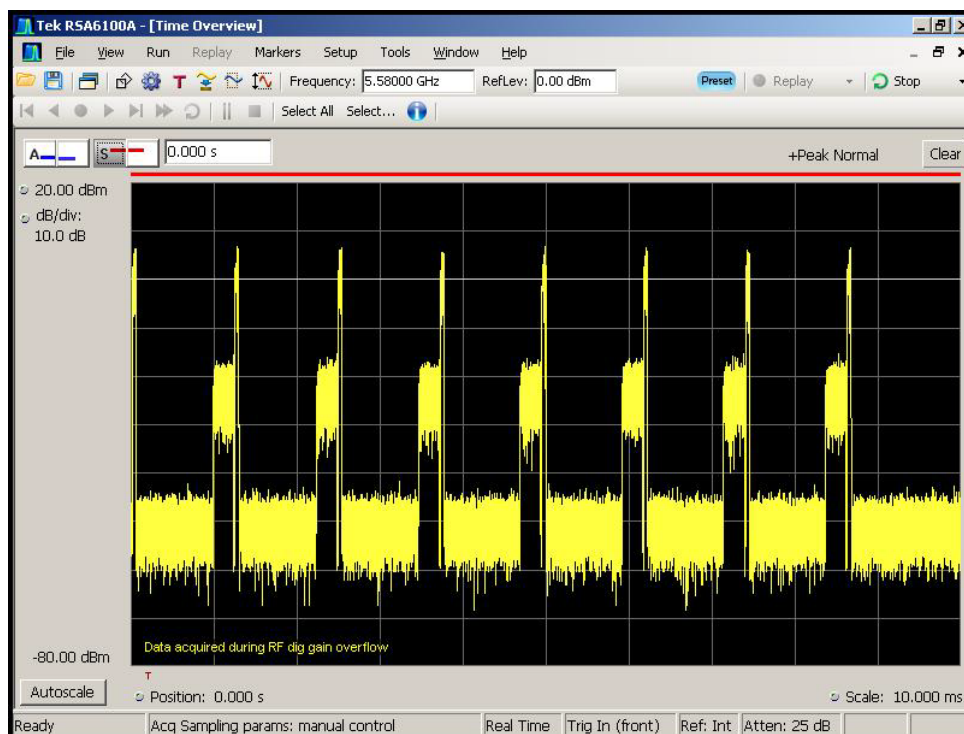 Tek RSA6100A - [Time Overview]
File View Run Replay Markers Setup Tools Window Help
T Frequency: 5.58000 GHz RefLev: 0.00 dBm Preset Replay Stop
Select All Select...
A S 0.000 s +Peak Normal Clear
20.00 dBm
dB/div:
10.0 dB
Data acquired during RF dig gain overflow
-80.00 dBm
T
Autoscale Position: 0.000 s Scale: 10.000 ms
Ready Acq Sampling params: manual control Real Time Trig In (front) Ref: Int Atten: 25 dB